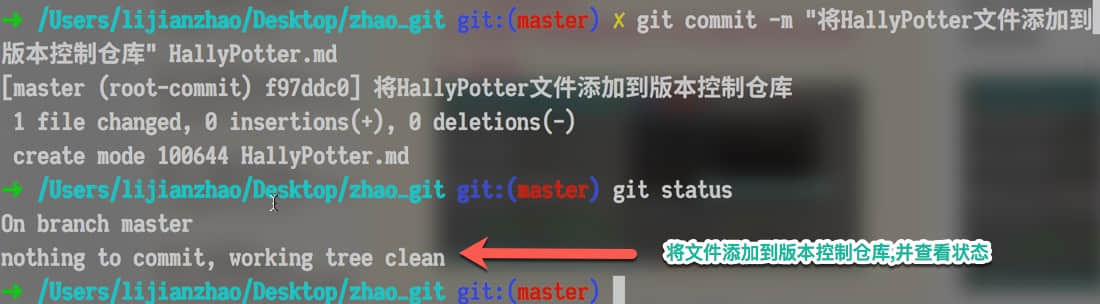 ➜ /Users/lijianzhao/Desktop/zhao_git git:(master) ✗ git commit -m "将HallyPotter文件添加到
版本控制仓库" HallyPotter.md
[master (root-commit) f97ddc0] 将HallyPotter文件添加到版本控制仓库
1 file changed, 0 insertions(+), 0 deletions(-)
create mode 100644 HallyPotter.md
➜ /Users/lijianzhao/Desktop/zhao_git git:(master) git status
On branch master
nothing to commit, working tree clean
将文件添加到版本控制仓库,并查看状态
➜ /Users/lijianzhao/Desktop/zhao_git git:(master)